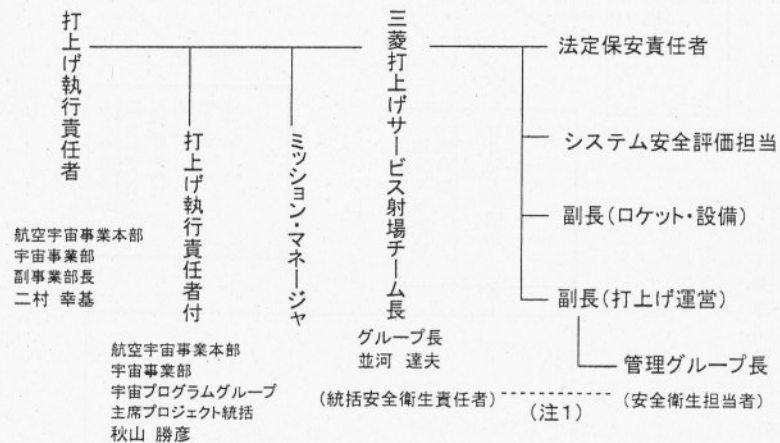 打上げ執行責任者
航空宇宙事業本部
宇宙事業部
副事業部長
二村 幸基
打上げ執行責任者付
航空宇宙事業本部
宇宙事業部
宇宙プログラムグループ
主席プロジェクト統括
秋山 勝彦
ミッション・マネージャ
三菱打上げサービス射場チーム長
グループ長
並河 達夫
(統括安全衛生責任者)
(注1)
(安全衛生担当者)
法定保安責任者
システム安全評価担当
副長(ロケット・設備)
副長(打上げ運営)
管理グループ長